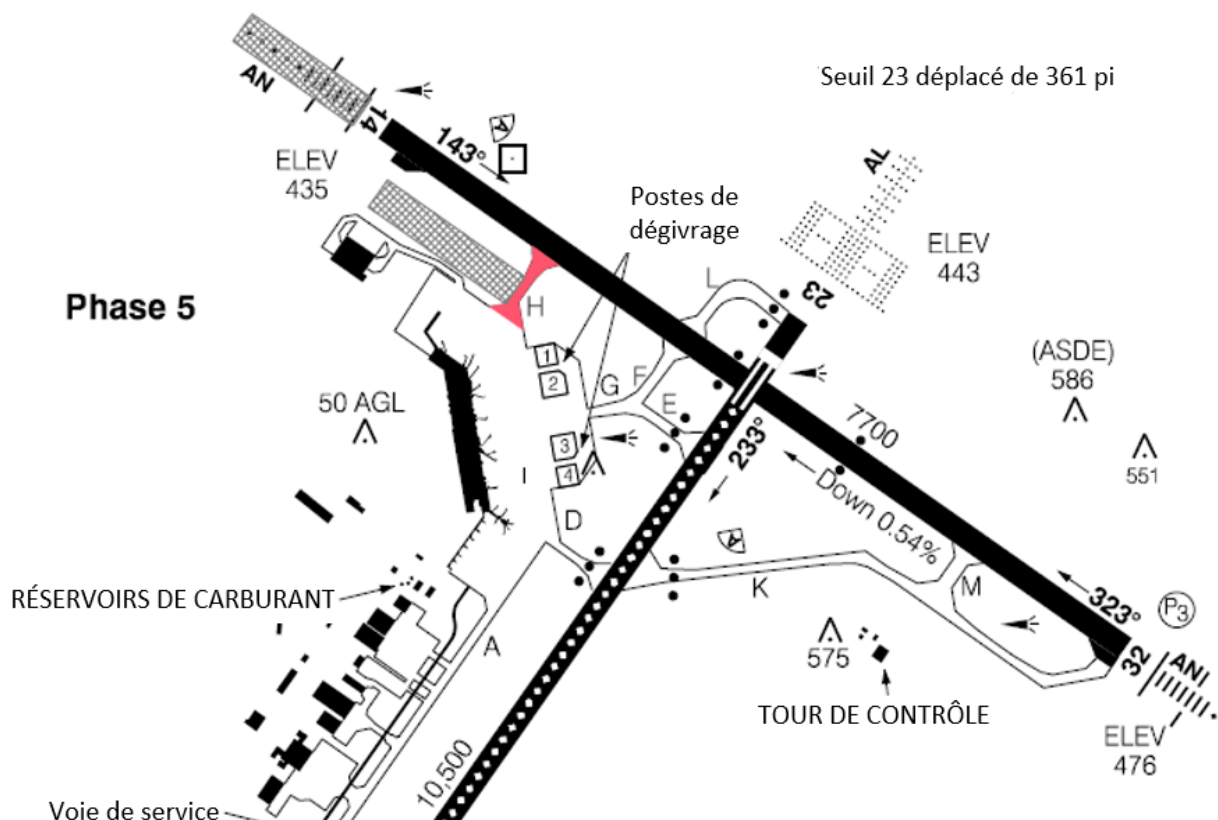 Seuil 23 déplacé de 361 pi
AN
14
143°
A
ELEV
435
Postes de
dégivrage
AL
ELEV
443
Phase 5
H
L
23
1
2
G
F
E
(ASDE)
586
50 AGL
3
4
233°
7700
551
I
D
Down 0.54%
A
RÉSERVOIRS DE CARBURANT
K
M
323°
P3
A
575
32
AN
TOUR DE CONTRÔLE
ELEV
476
10,500
Voie de service